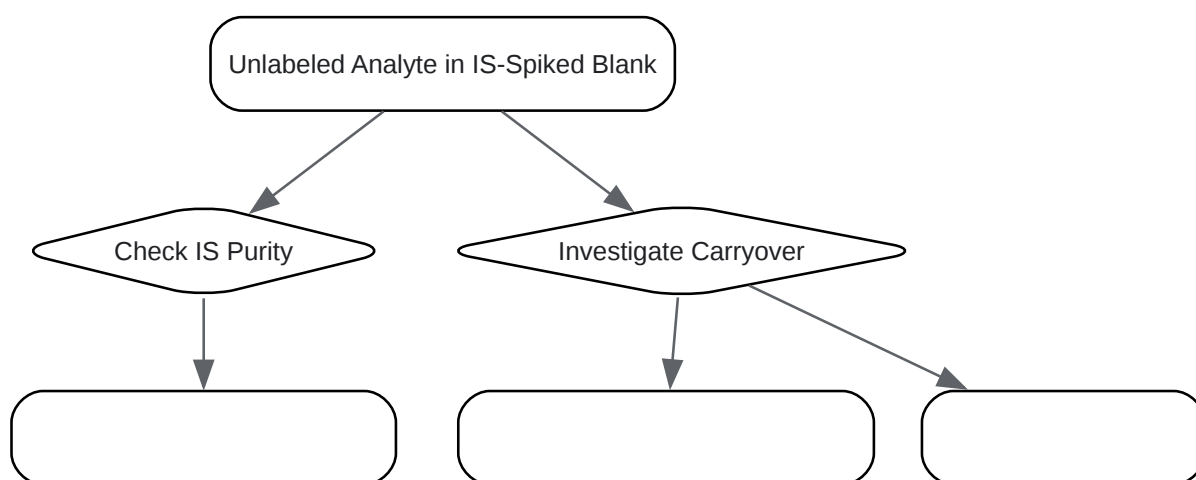 Unlabeled Analyte in IS-Spiked Blank
Check IS Purity
Investigate Carryover